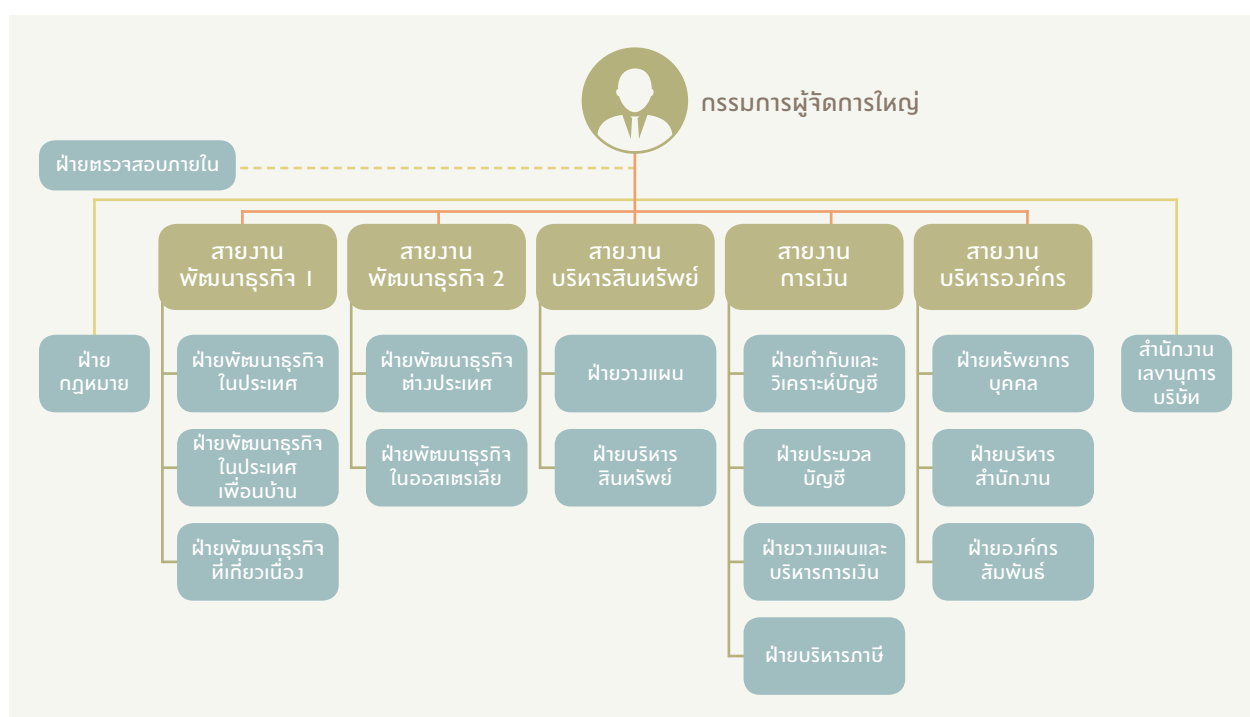 กรรมการผู้จัดการใหญ่
ฝ่ายตรวจสอบภายใน
สายงาน
พัฒนาธุรกิจ 1
สายงาน
พัฒนาธุรกิจ 2
สายงาน
บริหารสินทรัพย์
สายงาน
การเงิน
สายงาน
บริหารองค์กร
ฝ่าย
กฎหมาย
ฝ่ายพัฒนาธุรกิจ
ในประเทศ
ฝ่ายพัฒนาธุรกิจ
ต่างประเทศ
ฝ่ายวางแผน
ฝ่ายกำกับและ
วิเคราะห์บัญชี
ฝ่ายทรัพยากร
บุคคล
สำนักงาน
เลขานุการ
บริษัท
ฝ่ายพัฒนาธุรกิจ
ในประเทศ
เพื่อนบ้าน
ฝ่ายพัฒนาธุรกิจ
ในออสเตรเลีย
ฝ่ายบริหาร
สินทรัพย์
ฝ่ายประมวล
บัญชี
ฝ่ายบริหาร
สำนักงาน
ฝ่ายพัฒนาธุรกิจ
ที่เกี่ยวเนื่อง
ฝ่ายวางแผนและ
บริหารการเงิน
ฝ่ายองค์กร
สัมพันธ์
ฝ่ายบริหารภาษี